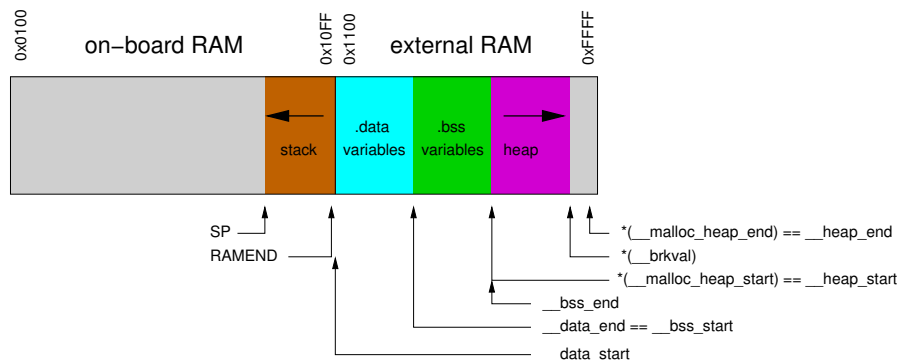 0x0100
on−board RAM
0x10FF
0x1100
external RAM
0xFFFF
stack
.data
variables
.bss
variables
heap
SP
RAMEND
*(__malloc_heap_end) == __heap_end
*(__brkval)
*(__malloc_heap_start) == __heap_start
__bss_end
__data_end == __bss_start
__data_start